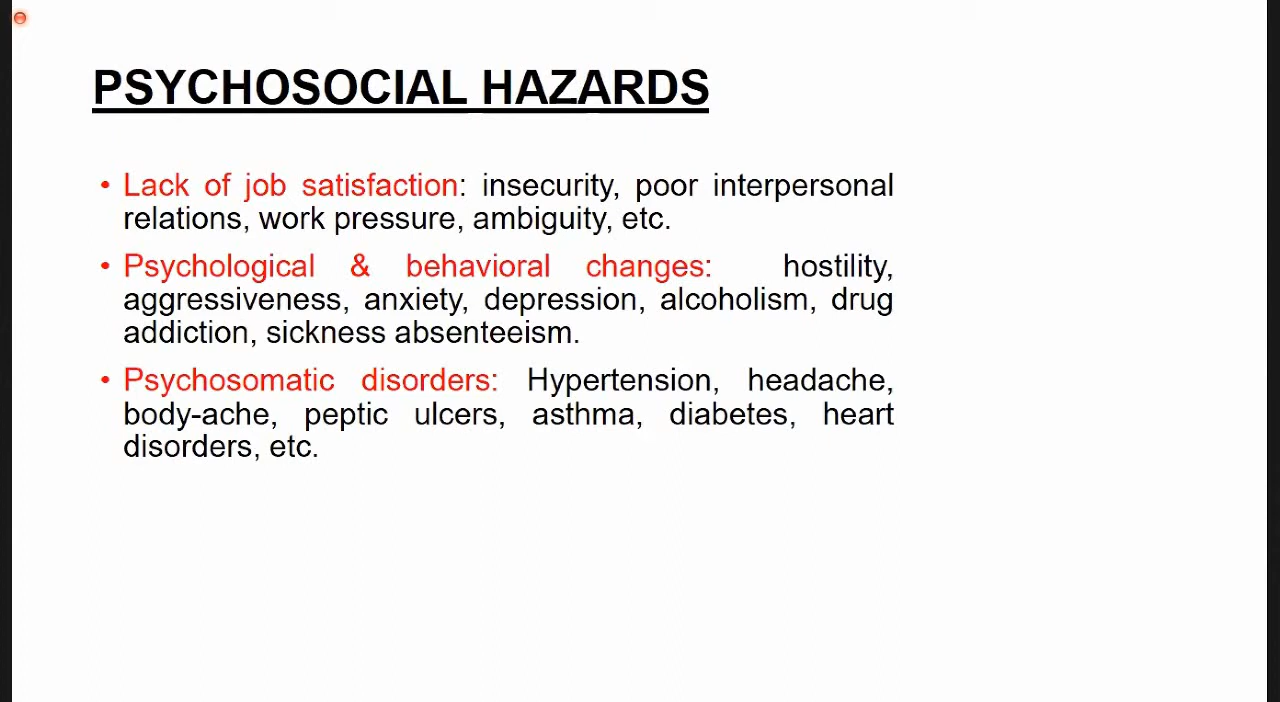 PSYCHOSOCIAL HAZARDS
• Lack of job satisfaction: insecurity, poor interpersonal
relations, work pressure, ambiguity, etc.
• Psychological & behavioral changes: hostility,
aggressiveness, anxiety, depression, alcoholism, drug
addiction, sickness absenteeism.
• Psychosomatic disorders: Hypertension, headache,
body-ache, peptic ulcers, asthma, diabetes, heart
disorders, etc.